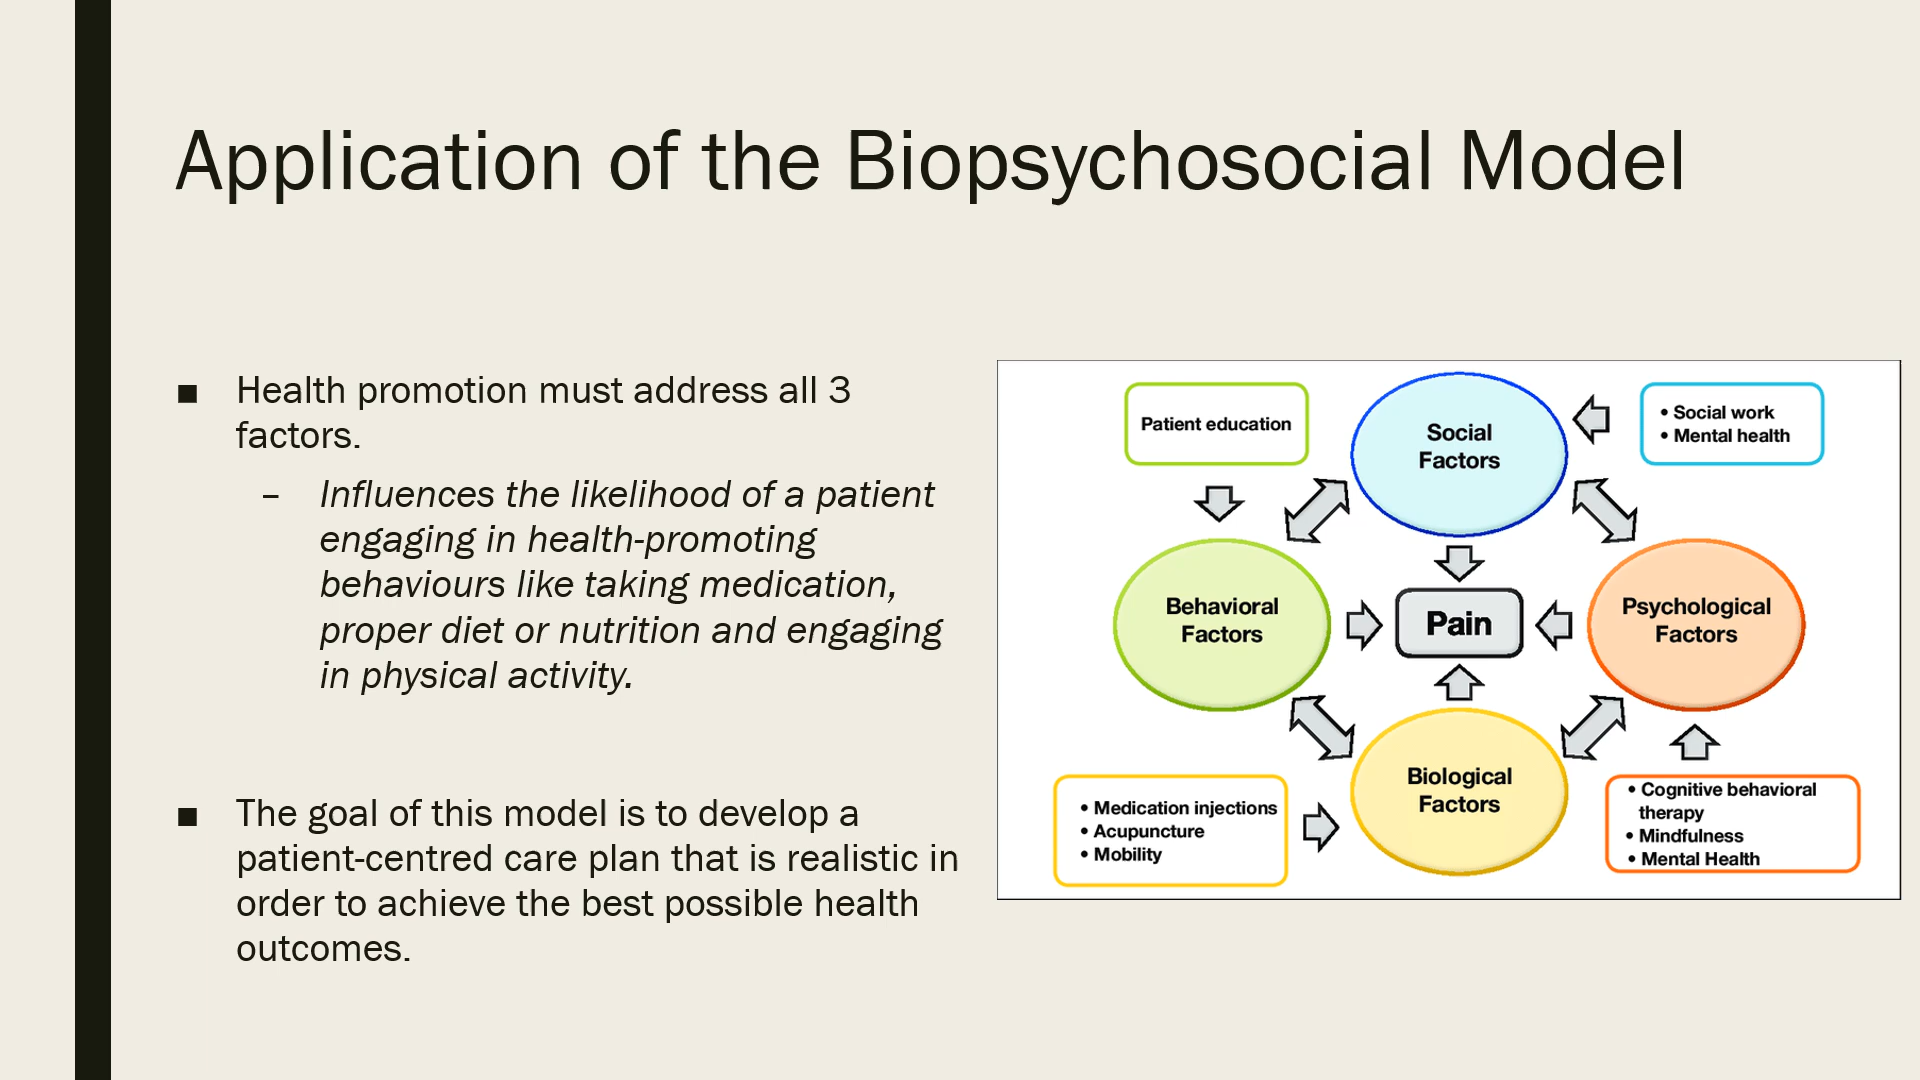 Application of the Biopsychosocial Model
■ Health promotion must address all 3
factors.
– Influences the likelihood of a patient
engaging in health-promoting
behaviours like taking medication,
proper diet or nutrition and engaging
in physical activity.
■ The goal of this model is to develop a
patient-centred care plan that is realistic in
order to achieve the best possible health
outcomes.
Patient education
Social
Factors
• Social work
• Mental health
Behavioral
Factors
Pain
Psychological
Factors
Biological
Factors
• Medication injections
• Acupuncture
• Mobility
• Cognitive behavioral
therapy
• Mindfulness
• Mental Health